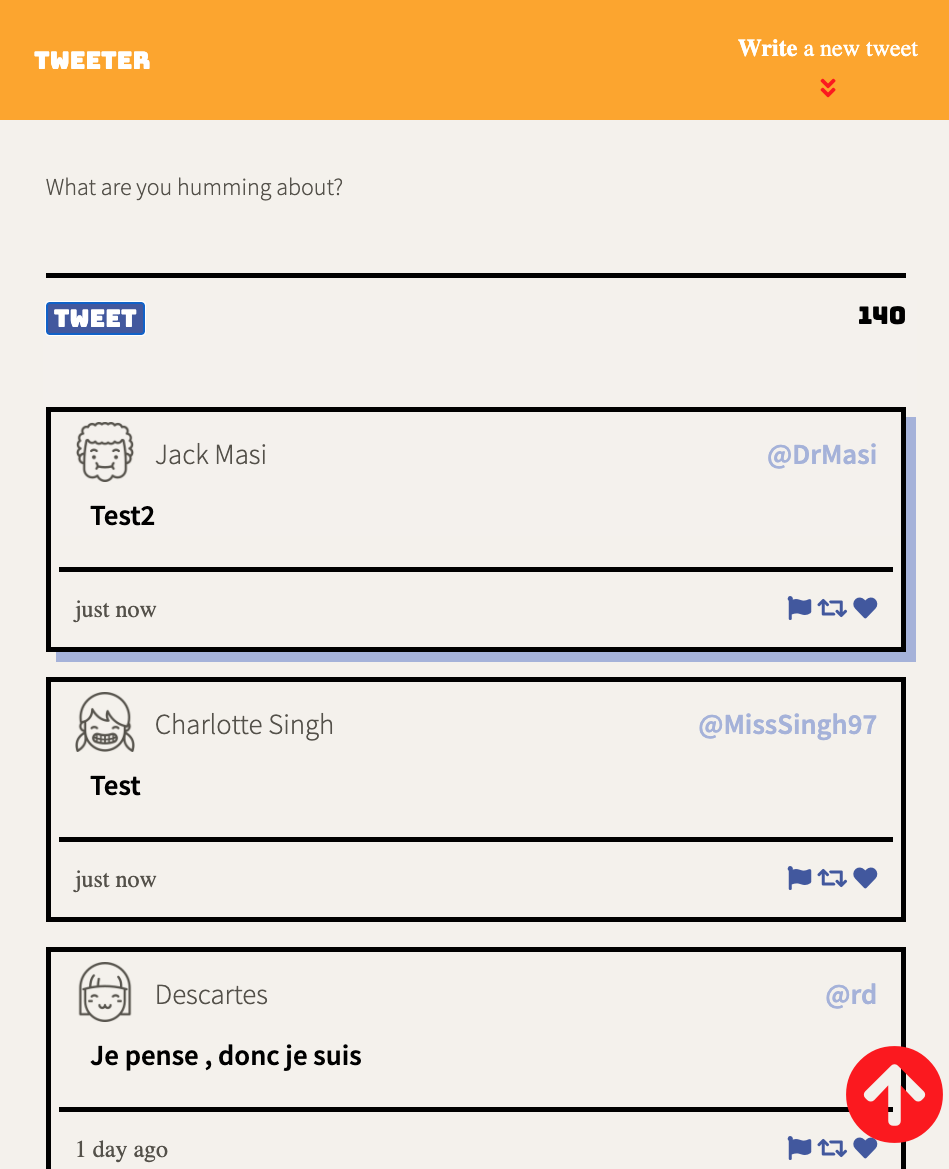 TWEETER
Write a new tweet
What are you humming about?
TWEET 140
Jack Masi @DrMasi
Test2
just now
Charlotte Singh @MissSingh97
Test
just now
Descartes @rd
Je pense , donc je suis
1 day ago